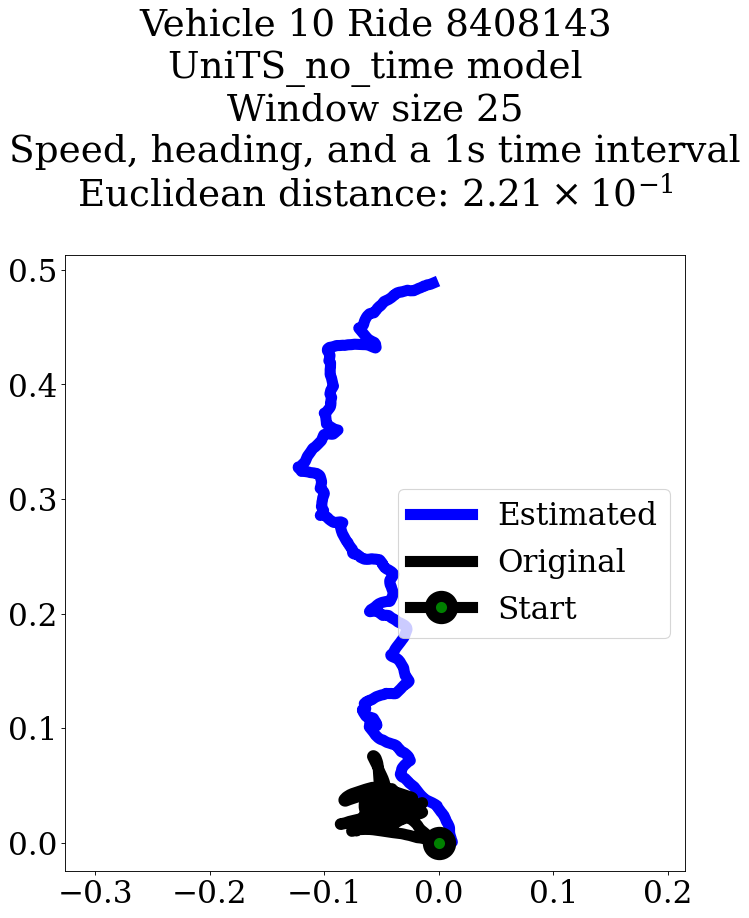 Vehicle 10 Ride 8408143
UniTS_no_time model
Window size 25
Speed, heading, and a 1s time interval
Euclidean distance: 2.21 × 10⁻¹
0.5
0.4
0.3
0.2
0.1
0.0
Estimated
Original
Start
−0.3 −0.2 −0.1 0.0 0.1 0.2